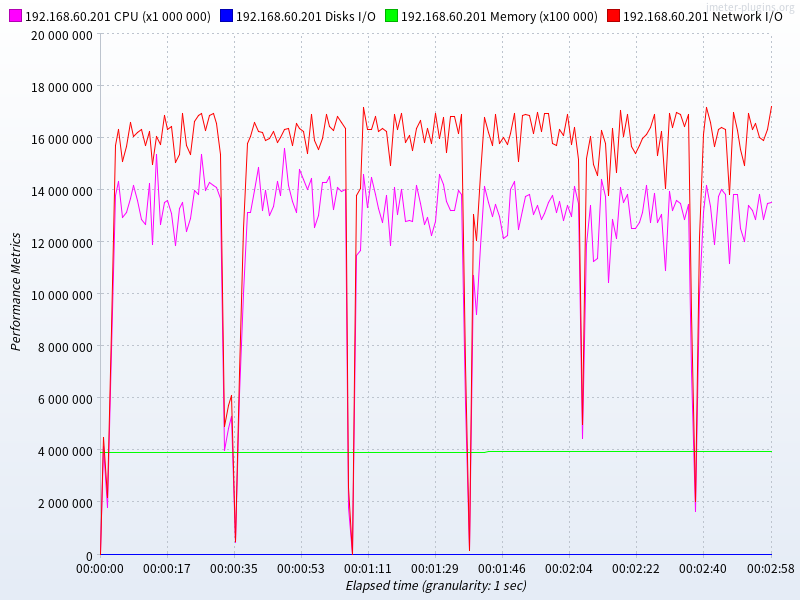 jmeter-plugins.org
192.168.60.201 CPU (x1 000 000) 192.168.60.201 Disks I/O 192.168.60.201 Memory (x100 000) 192.168.60.201 Network I/O
20 000 000
18 000 000
16 000 000
14 000 000
12 000 000
10 000 000
8 000 000
6 000 000
4 000 000
2 000 000
0
Performance Metrics
00:00:00 00:00:17 00:00:35 00:00:53 00:01:11 00:01:29 00:01:46 00:02:04 00:02:22 00:02:40 00:02:58
Elapsed time (granularity: 1 sec)